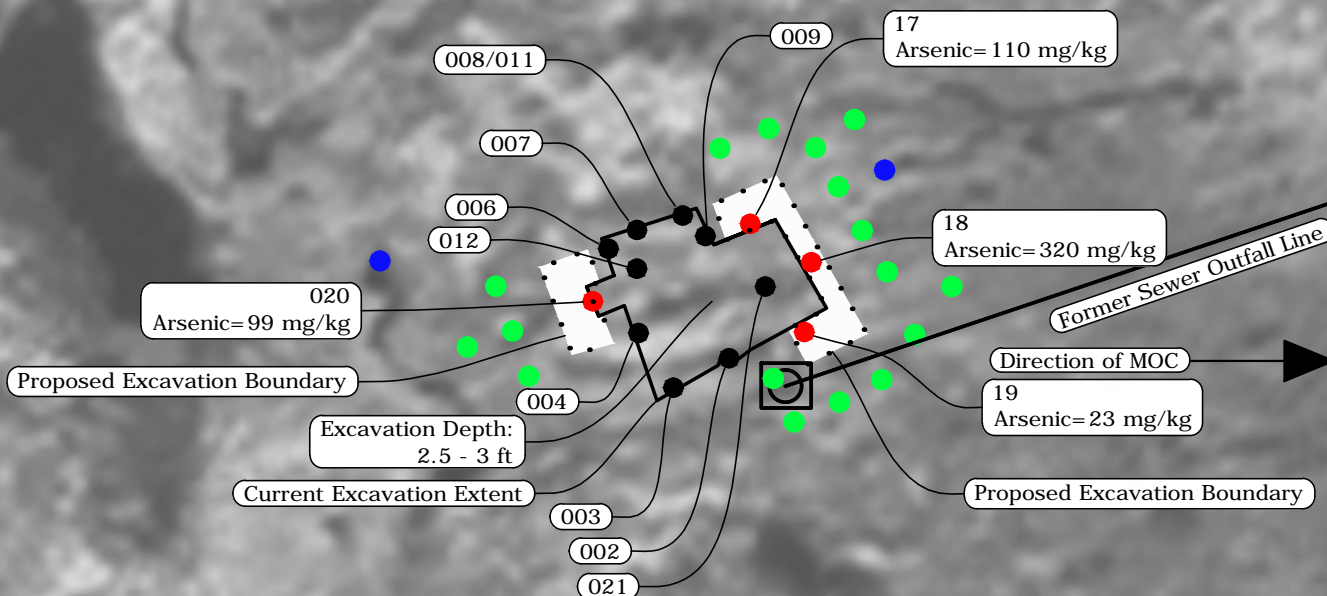 17
Arsenic=110 mg/kg
009
008/011
007
006
012
18
Arsenic=320 mg/kg
Former Sewer Outfall Line
020
Arsenic=99 mg/kg
Direction of MOC
Proposed Excavation Boundary
004
19
Arsenic=23 mg/kg
Excavation Depth:
2.5 - 3 ft
Current Excavation Extent
Proposed Excavation Boundary
003
002
021